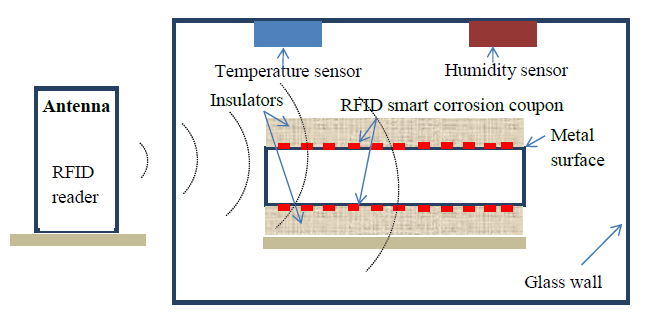 Temperature sensor
Humidity sensor
Insulators
RFID smart corrosion coupon
Antenna
Metal
surface
RFID
reader
Glass wall